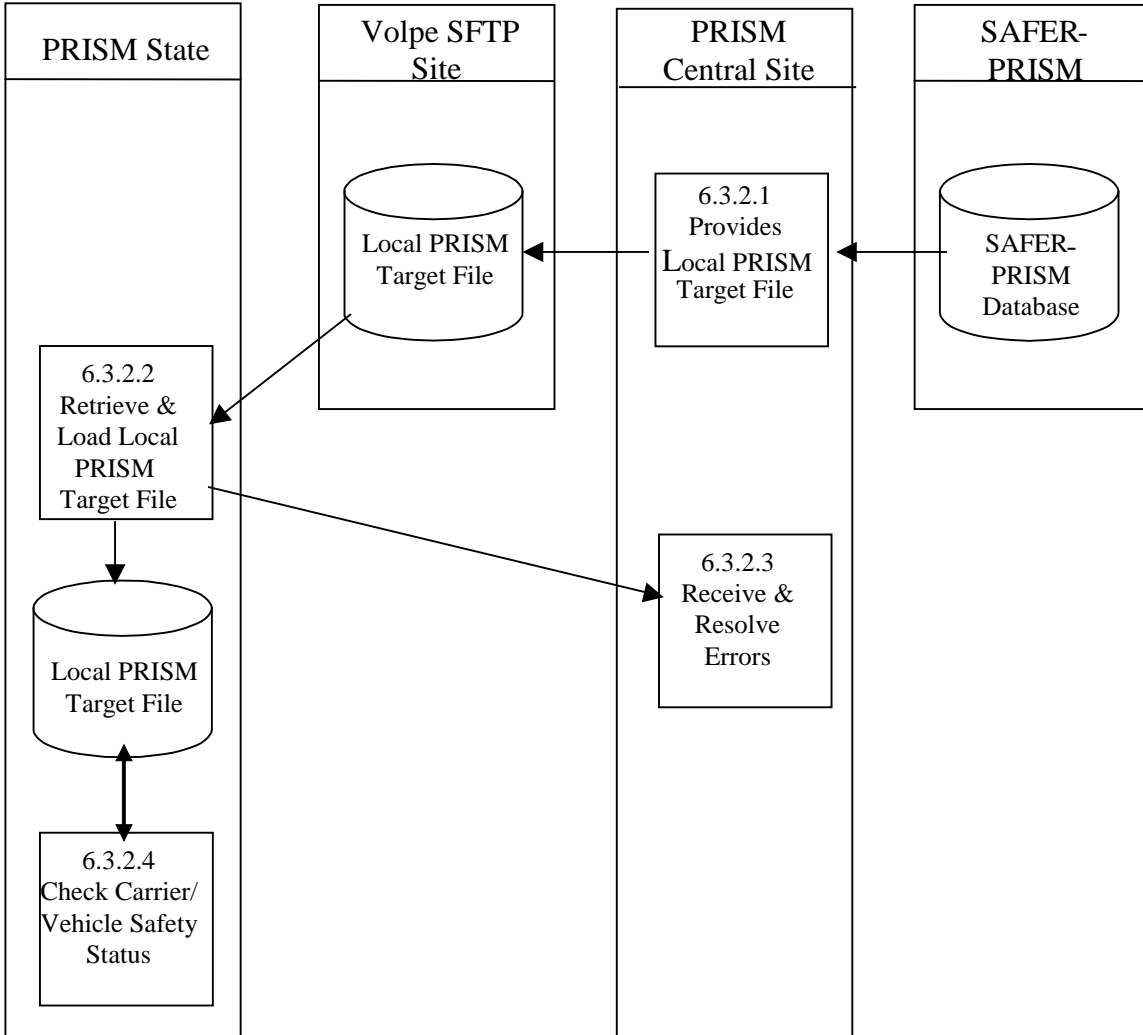 PRISM State
Volpe SFTP
Site
PRISM
Central Site
SAFER-
PRISM
Local PRISM
Target File
6.3.2.1
Provides
Local PRISM
Target File
SAFER-
PRISM
Database
6.3.2.2
Retrieve &
Load Local
PRISM
Target File
6.3.2.3
Receive &
Resolve
Errors
Local PRISM
Target File
6.3.2.4
Check Carrier/
Vehicle Safety
Status